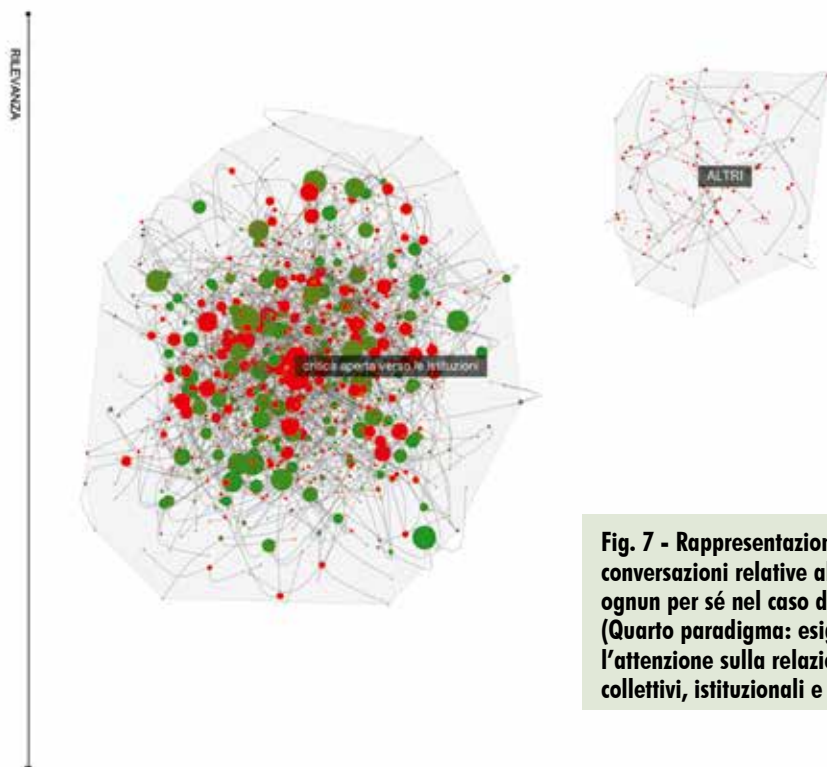 RILEVANZA
ALTRI
critica aperta verso le istituzioni
Fig. 7 - Rappresentazion
conversazioni relative a
ognun per sé nel caso d
(Quarto paradigma: esig
l'attenzione sulla relazio
collettivi, istituzionali e